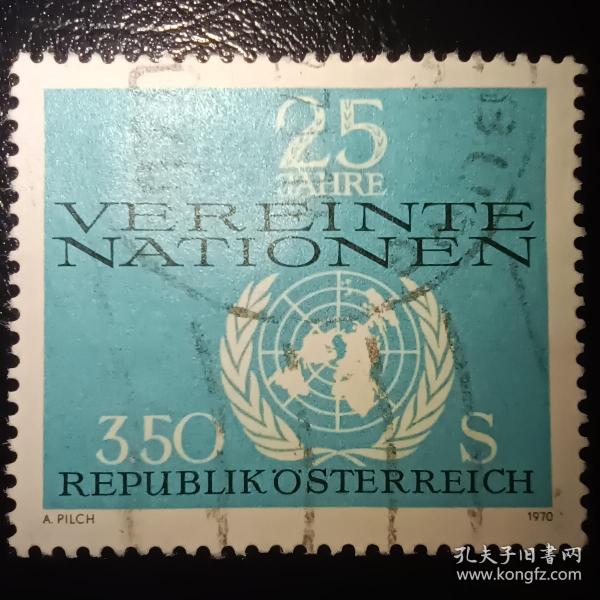 25
JAHRE
VEREINTE
NATIONEN
3.50 S
REPUBLIK ÖSTERREICH
A. PILCH 1970
孔夫子旧书网
www.kongfz.com